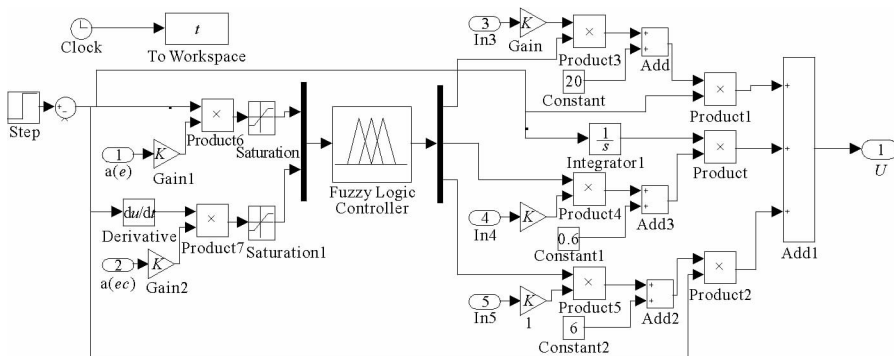 t
Clock
To Workspace
3
In3
K
Gain
×
Product3
+
+
Add
20
Constant
×
Product1
+
Step
+
-
1
a(e)
K
Gain1
×
Product6
Saturation
Fuzzy Logic
Controller
1
s
Integrator1
×
Product
+
1
U
du/dt
Derivative
2
a(ec)
K
Gain2
×
Product7
Saturation1
4
In4
K
×
Product4
+
+
Add3
0.6
Constant1
+
Add1
5
In5
K
1
×
Product5
+
+
Add2
6
Constant2
×
Product2